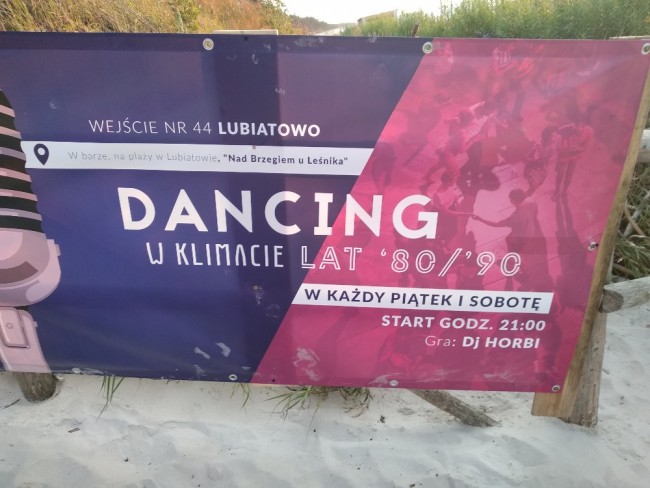 WEJŚCIE NR 44 LUBIATOWO
W barze, na plaży w Lubiatowie, "Nad Brzegiem u Leśnika"
DANCING
W KLIMACIE LAT '80/'90
W KAŻDY PIĄTEK I SOBOTĘ
START GODZ. 21:00
Gra: Dj HORBI